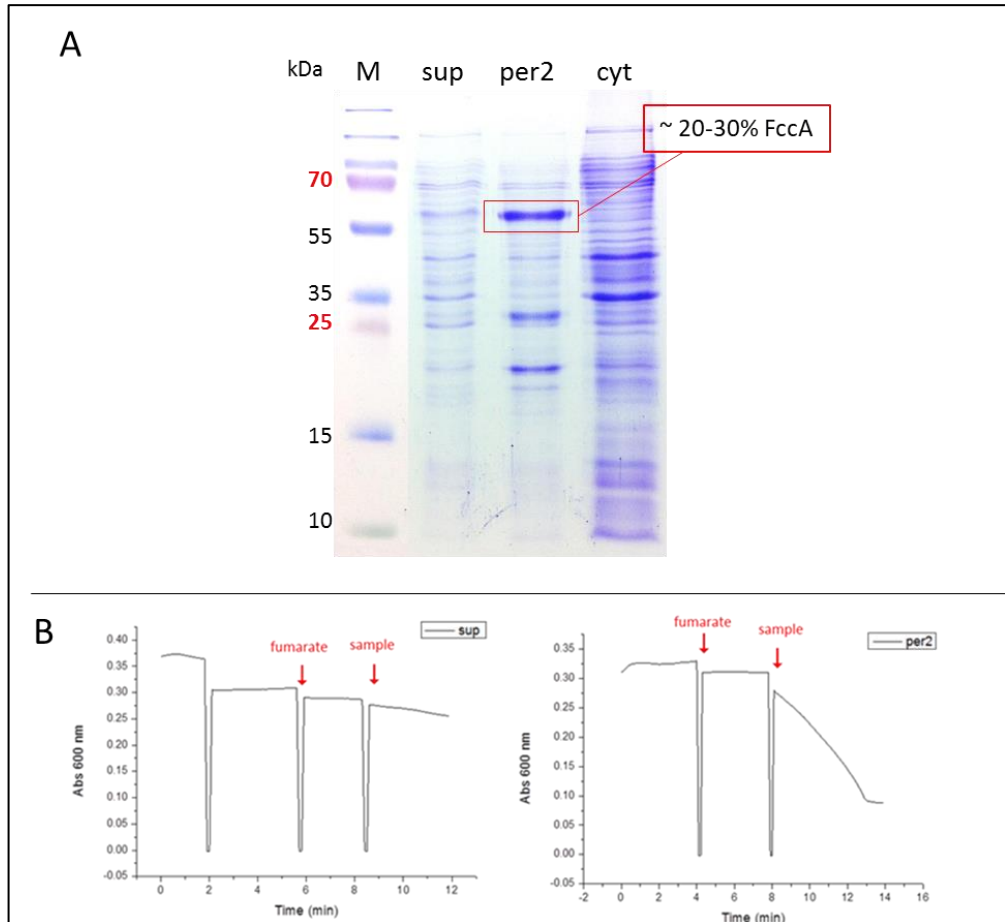 A
kDa M sup per2 cyt
~ 20-30% FccA
70
55
35
25
15
10
B
sup
fumarate
sample
0.40
0.35
0.30
0.25
0.20
0.15
0.10
0.05
0.00
-0.05
Abs 600 nm
0 2 4 6 8 10 12
Time (min)
per2
fumarate
sample
0.35
0.30
0.25
0.20
0.15
0.10
0.05
0.00
-0.05
Abs 600 nm
-2 0 2 4 6 8 10 12 14 16
Time (min)